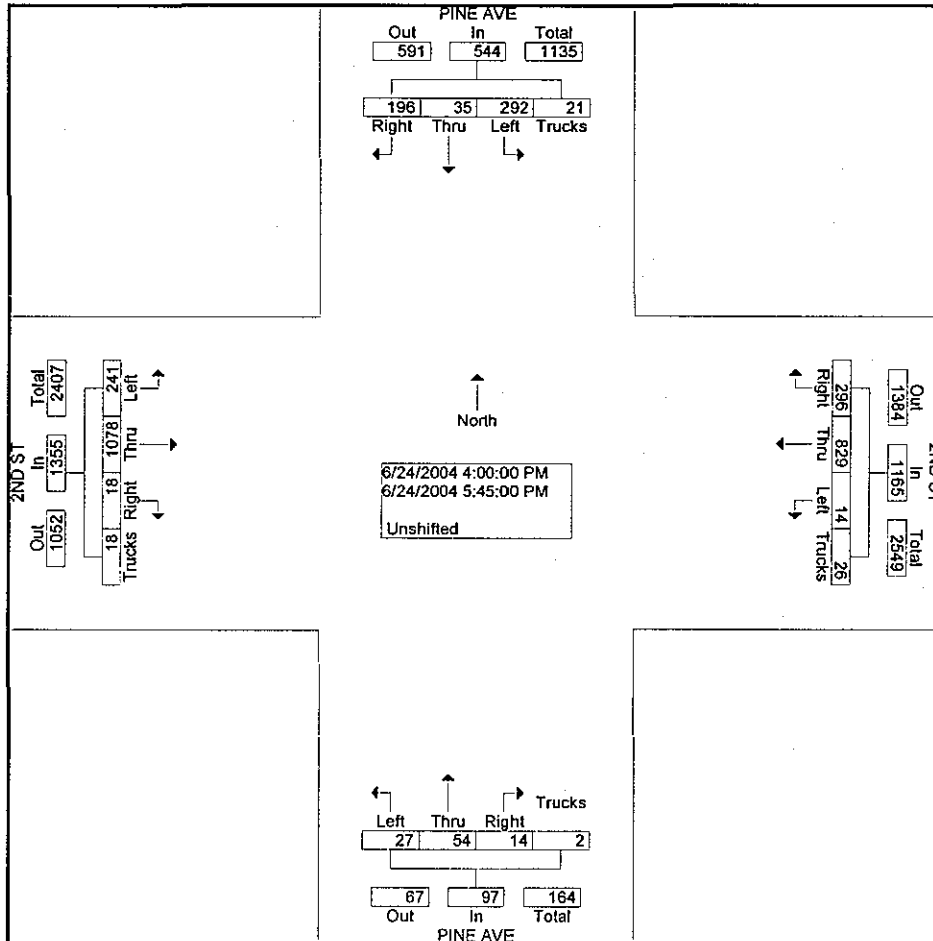 PINE AVE
Out In Total
591 544 1135
196 35 292 21
Right Thru Left Trucks
2ND ST
Total In Out
2407 1355 1052
241 1078 18 18
Left Thru Right Trucks
North
6/24/2004 4:00:00 PM
6/24/2004 5:45:00 PM
Unshifted
Right Thru Left Trucks
296 829 14 26
Out In Total
1384 1165 2549
2ND ST
Left Thru Right Trucks
27 54 14 2
67 97 164
Out In Total
PINE AVE